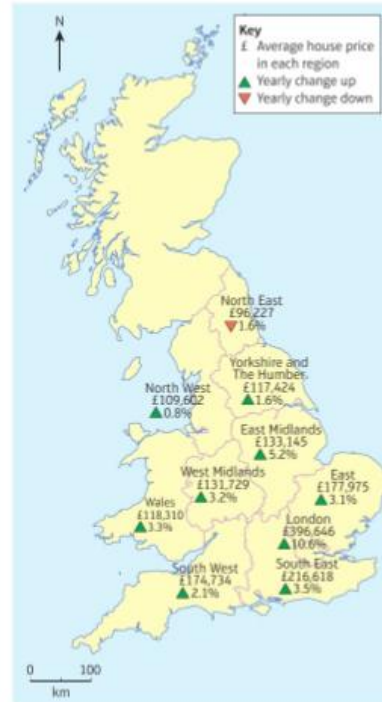 N
Key
£ Average house price
in each region
▲ Yearly change up
▼ Yearly change down
North East
£96,227
▼1.6%
Yorkshire and
The Humber
£117,424
▲1.6%
North West
£109,602
▲0.8%
East Midlands
£133,145
▲5.2%
West Midlands
£131,729
▲3.2%
East
£177,975
▲3.1%
Wales
£118,310
▲3.3%
London
£396,646
▲10.6%
South West
£174,734
▲2.1%
South East
£216,618
▲3.5%
0 100
km